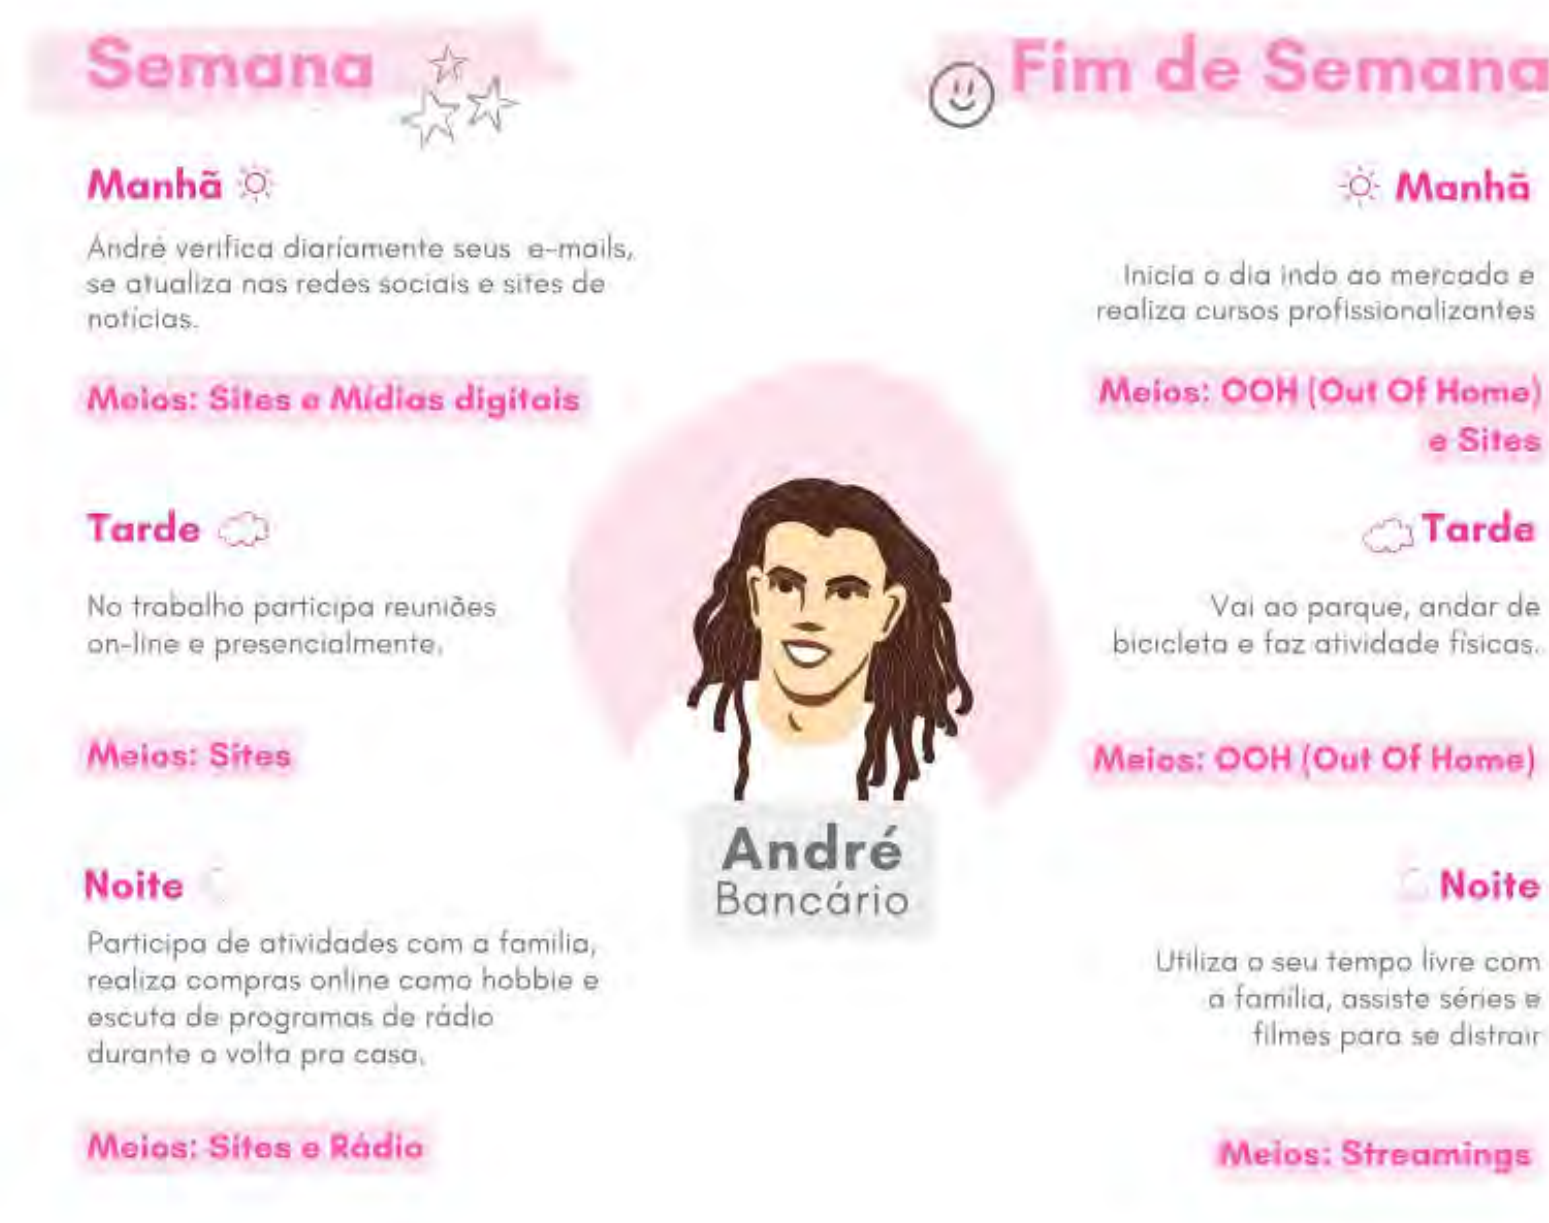 Semana
Manhã
André verifica diariamente seus e-mails,
se atualiza nas redes sociais e sites de
notícias.
Meios: Sites e Mídias digitais
Tarde
No trabalho participa reuniões
on-line e presencialmente.
Meios: Sites
Noite
Participa de atividades com a família,
realiza compras online como hobbie e
escuta de programas de rádio
durante a volta pra casa.
Meios: Sites e Rádio
André
Bancário
Fim de Semana
Manhã
Inicia o dia indo ao mercado e
realiza cursos profissionalizantes
Meios: OOH (Out Of Home)
e Sites
Tarde
Vai ao parque, andar de
bicicleta e faz atividade físicas.
Meios: OOH (Out Of Home)
Noite
Utiliza o seu tempo livre com
a família, assiste séries e
filmes para se distrair
Meios: Streamings